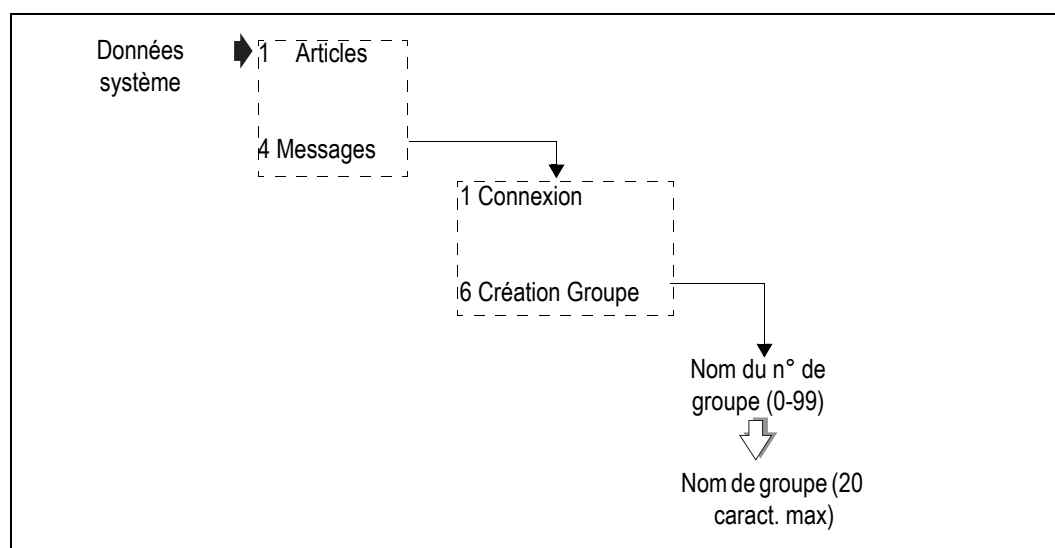 Données
système
1 Articles
4 Messages
1 Connexion
6 Création Groupe
Nom du n° de
groupe (0-99)
Nom de groupe (20
caract. max)